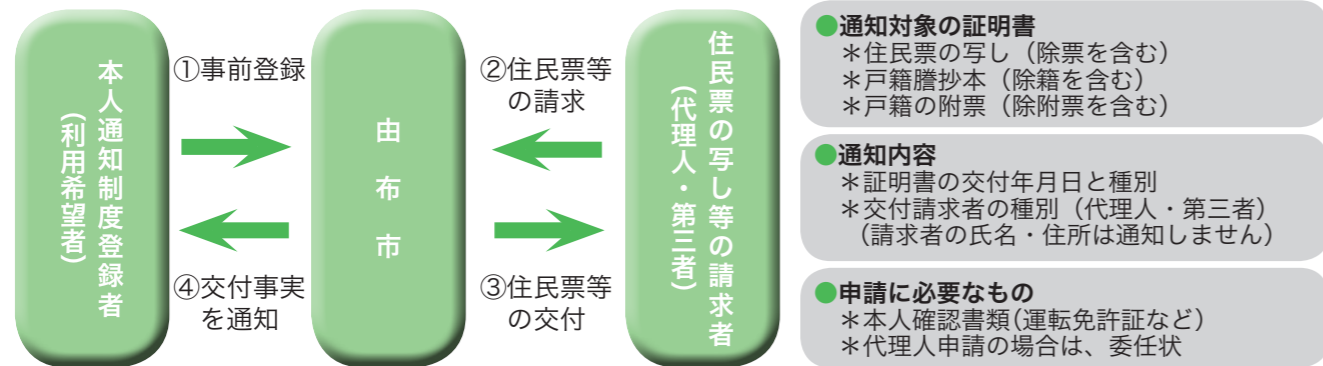 本人通知制度登録者
(利用希望者)
①事前登録
④交付事実
を通知
由布市
②住民票等
の請求
③住民票等
の交付
住民票の写し等の請求者
(代理人・第三者)
●通知対象の証明書
＊住民票の写し（除票を含む）
＊戸籍謄抄本（除籍を含む）
＊戸籍の附票（除附票を含む）
●通知内容
＊証明書の交付年月日と種別
＊交付請求者の種別（代理人・第三者）
（請求者の氏名・住所は通知しません）
●申請に必要なもの
＊本人確認書類(運転免許証など)
＊代理人申請の場合は、委任状